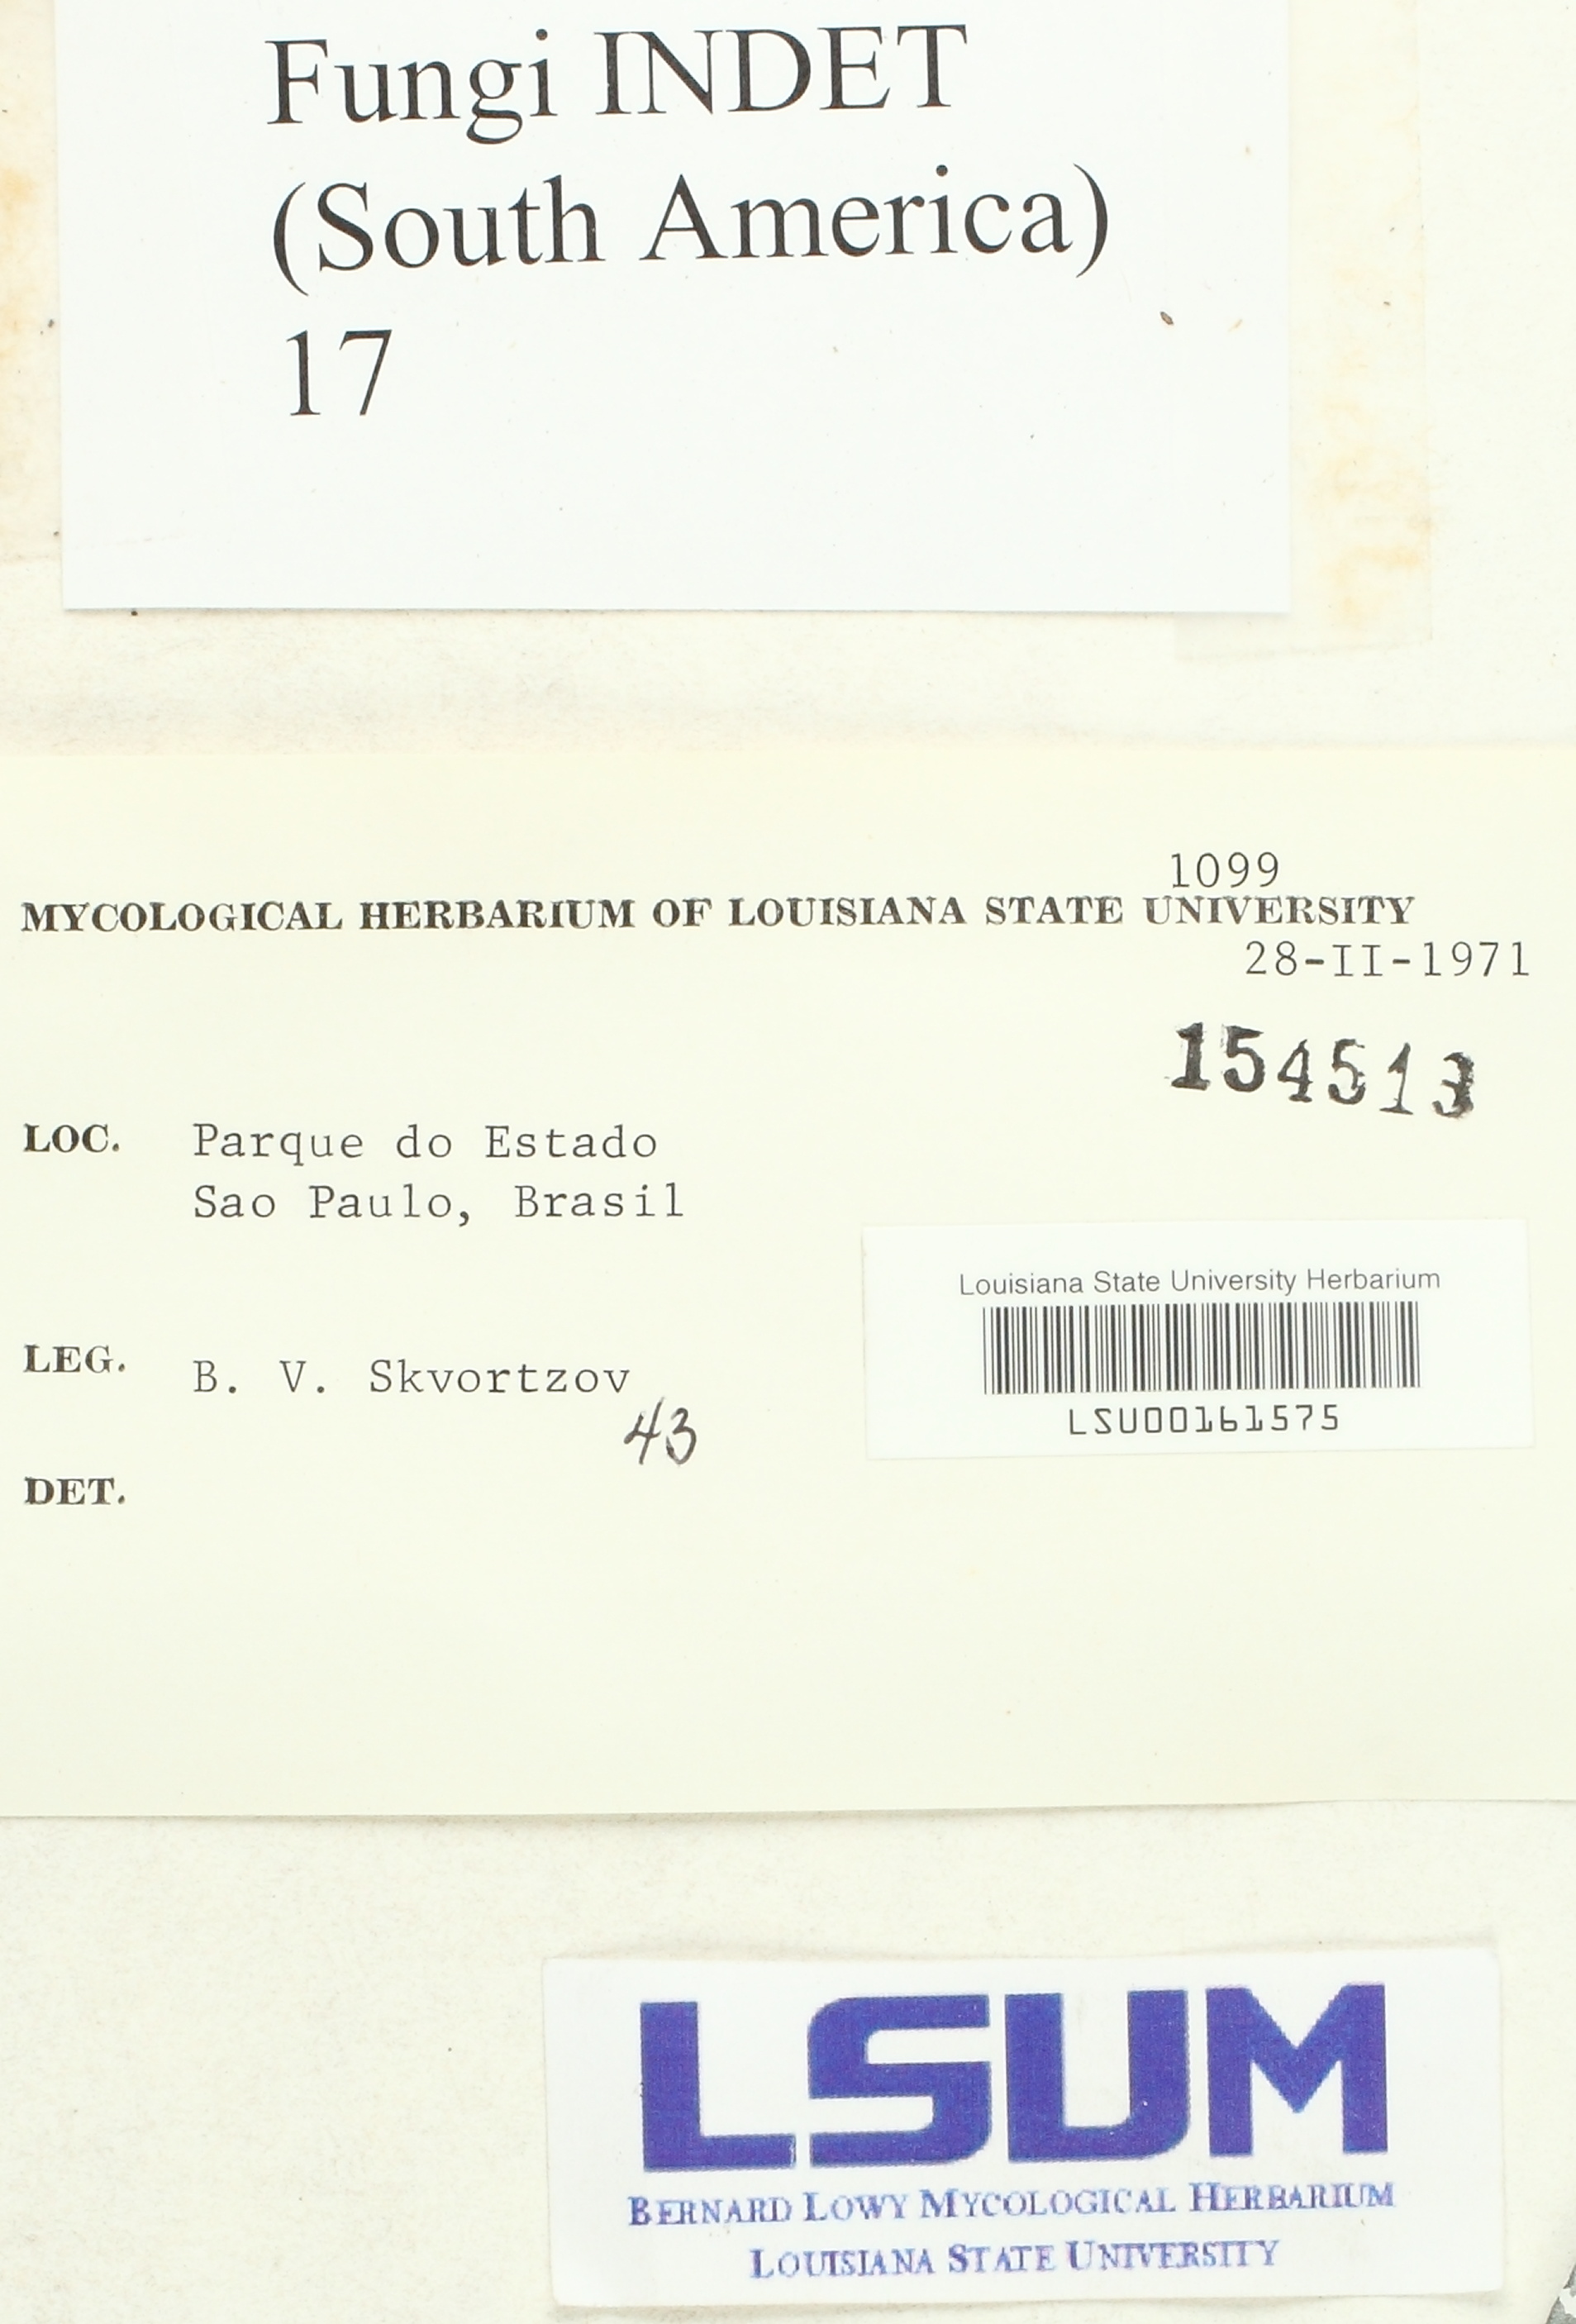 Fungi INDET
(South America)
17
1099
MYCOLOGICAL HERBARIUM OF LOUISIANA STATE UNIVERSITY
28-II-1971
154513
LOC. Parque do Estado
Sao Paulo, Brasil
Louisiana State University Herbarium
LSU00161575
LEG. B. V. Skvortzov
43
DET.
LSUM
BERNARD LOWY MYCOLOGICAL HERBARIUM
LOUISIANA STATE UNIVERSITY